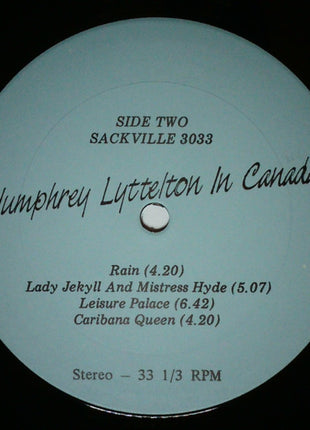 SIDE TWO
SACKVILLE 3033
Humphrey Lyttelton In Canada
Rain (4.20)
Lady Jekyll And Mistress Hyde (5.07)
Leisure Palace (6.42)
Caribana Queen (4.20)
Stereo – 33 1/3 RPM